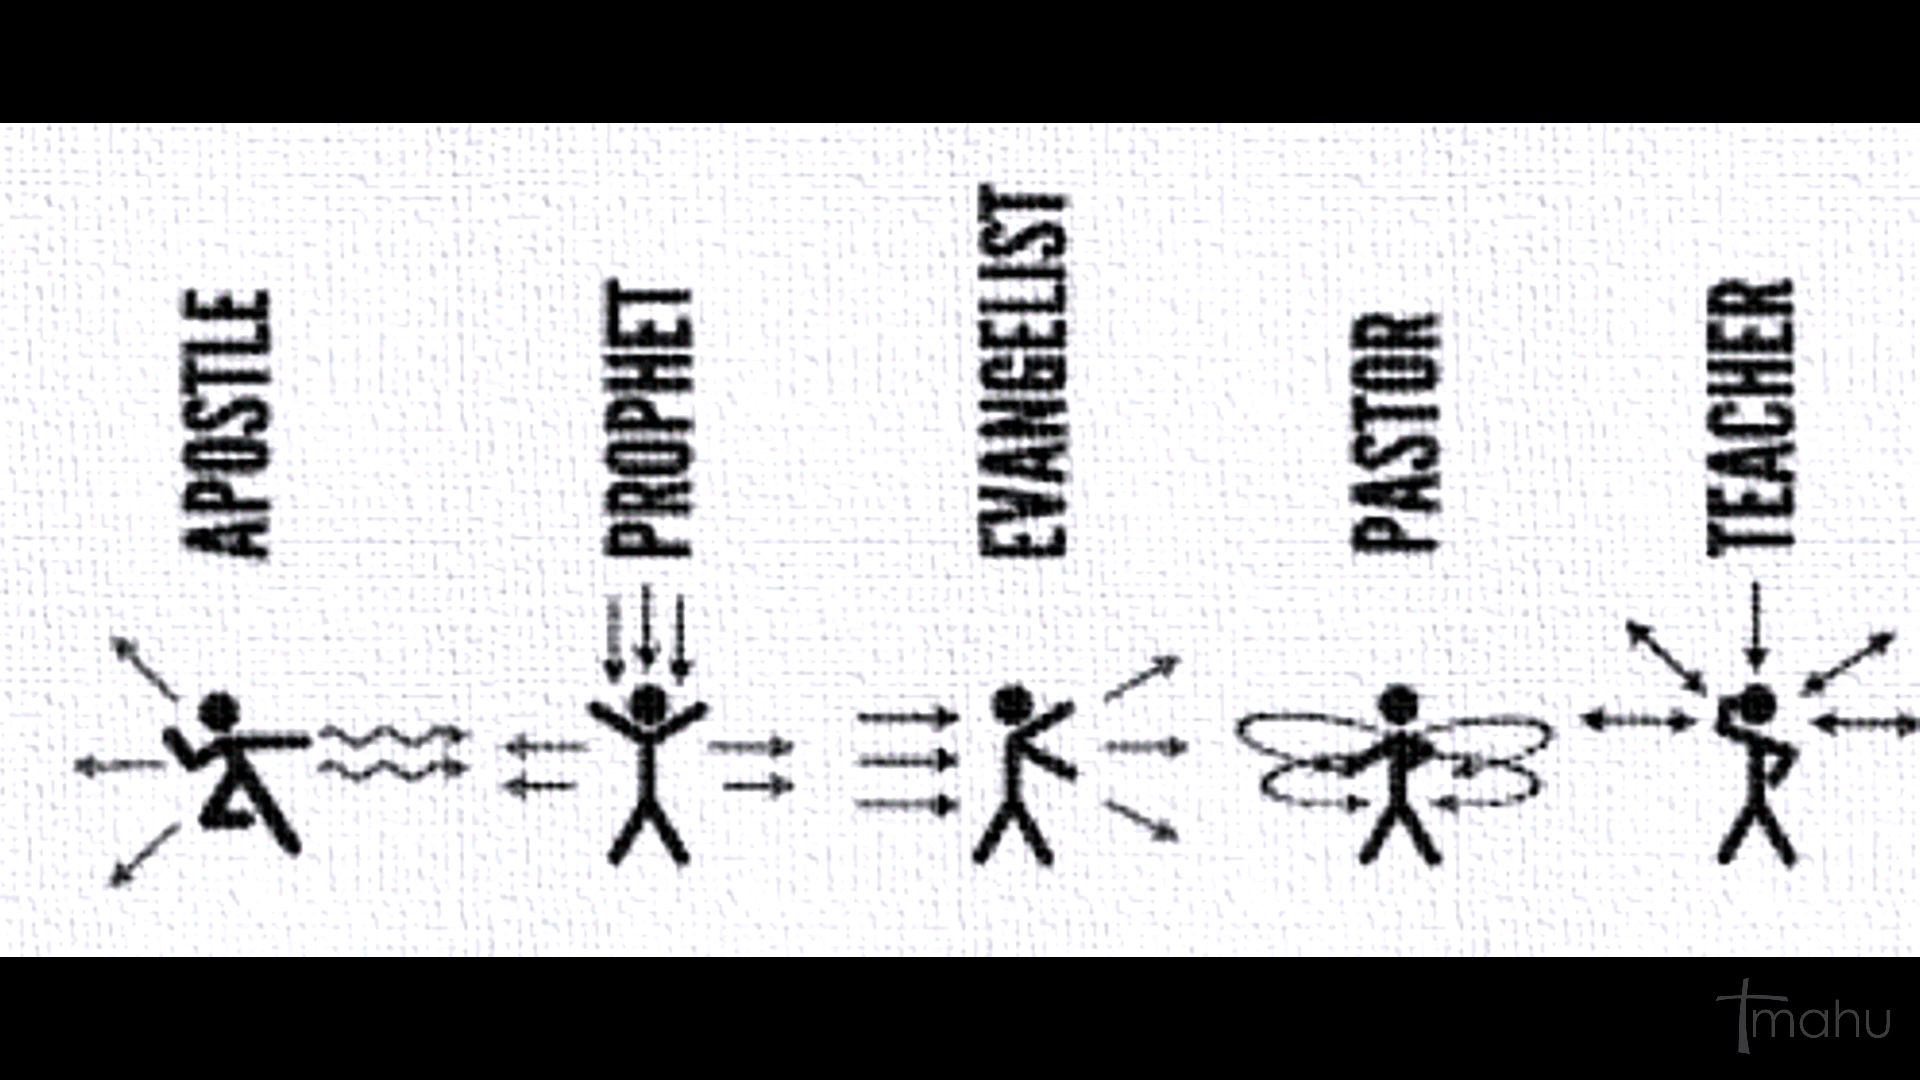 APOSTLE
PROPHET
EVANGELIST
PASTOR
TEACHER
tmahu